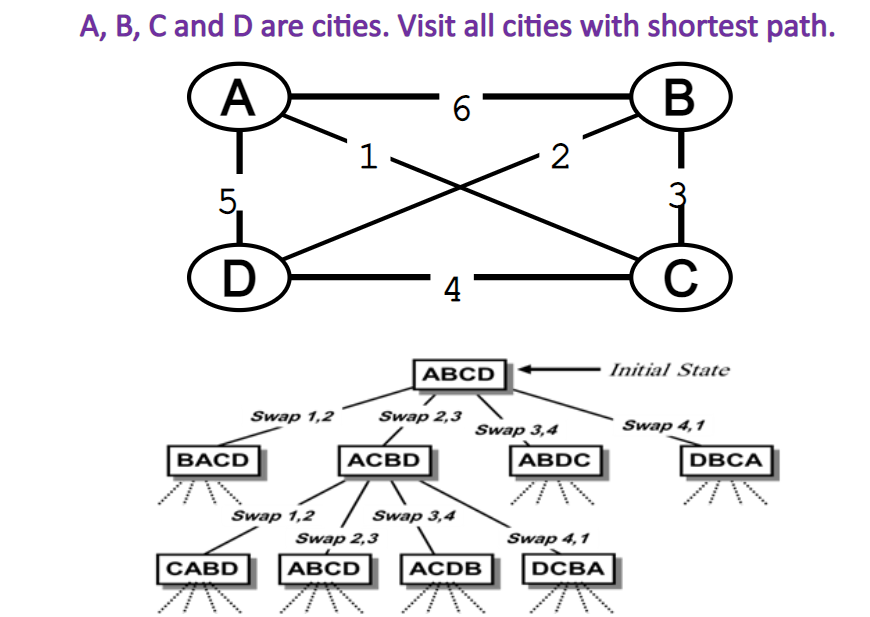 A, B, C and D are cities. Visit all cities with shortest path.
A
6
B
1
2
5
3
D
4
C
ABCD
Initial State
Swap 1,2
Swap 2,3
Swap 3,4
Swap 4,1
BACD
ACBD
ABDC
DBCA
Swap 1,2
Swap 3,4
Swap 2,3
Swap 4,1
CABD
ABCD
ACDB
DCBA